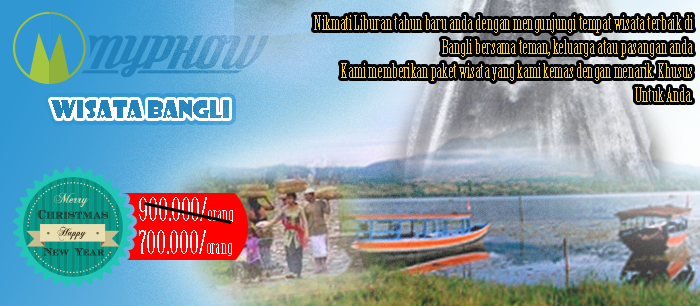 MYPHOW
Nikmati Liburan tahun baru anda dengan mengunjungi tempat wisata terbaik di
Bangli bersama teman, keluarga atau pasangan anda
Kami memberikan paket wisata yang kami kemas dengan menarik. Khusus
Untuk Anda.
WISATA BANGLI
Merry
CHRISTMAS
Happy
NEW YEAR
900.000/orang
700.000/orang